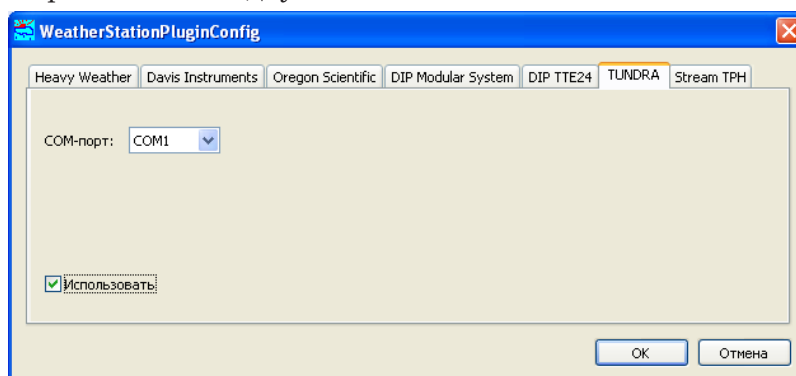 WeatherStationPluginConfig
Heavy Weather Davis Instruments Oregon Scientific DIP Modular System DIP TTE24 TUNDRA Stream TPH
COM-порт: COM1
Использовать
OK Отмена